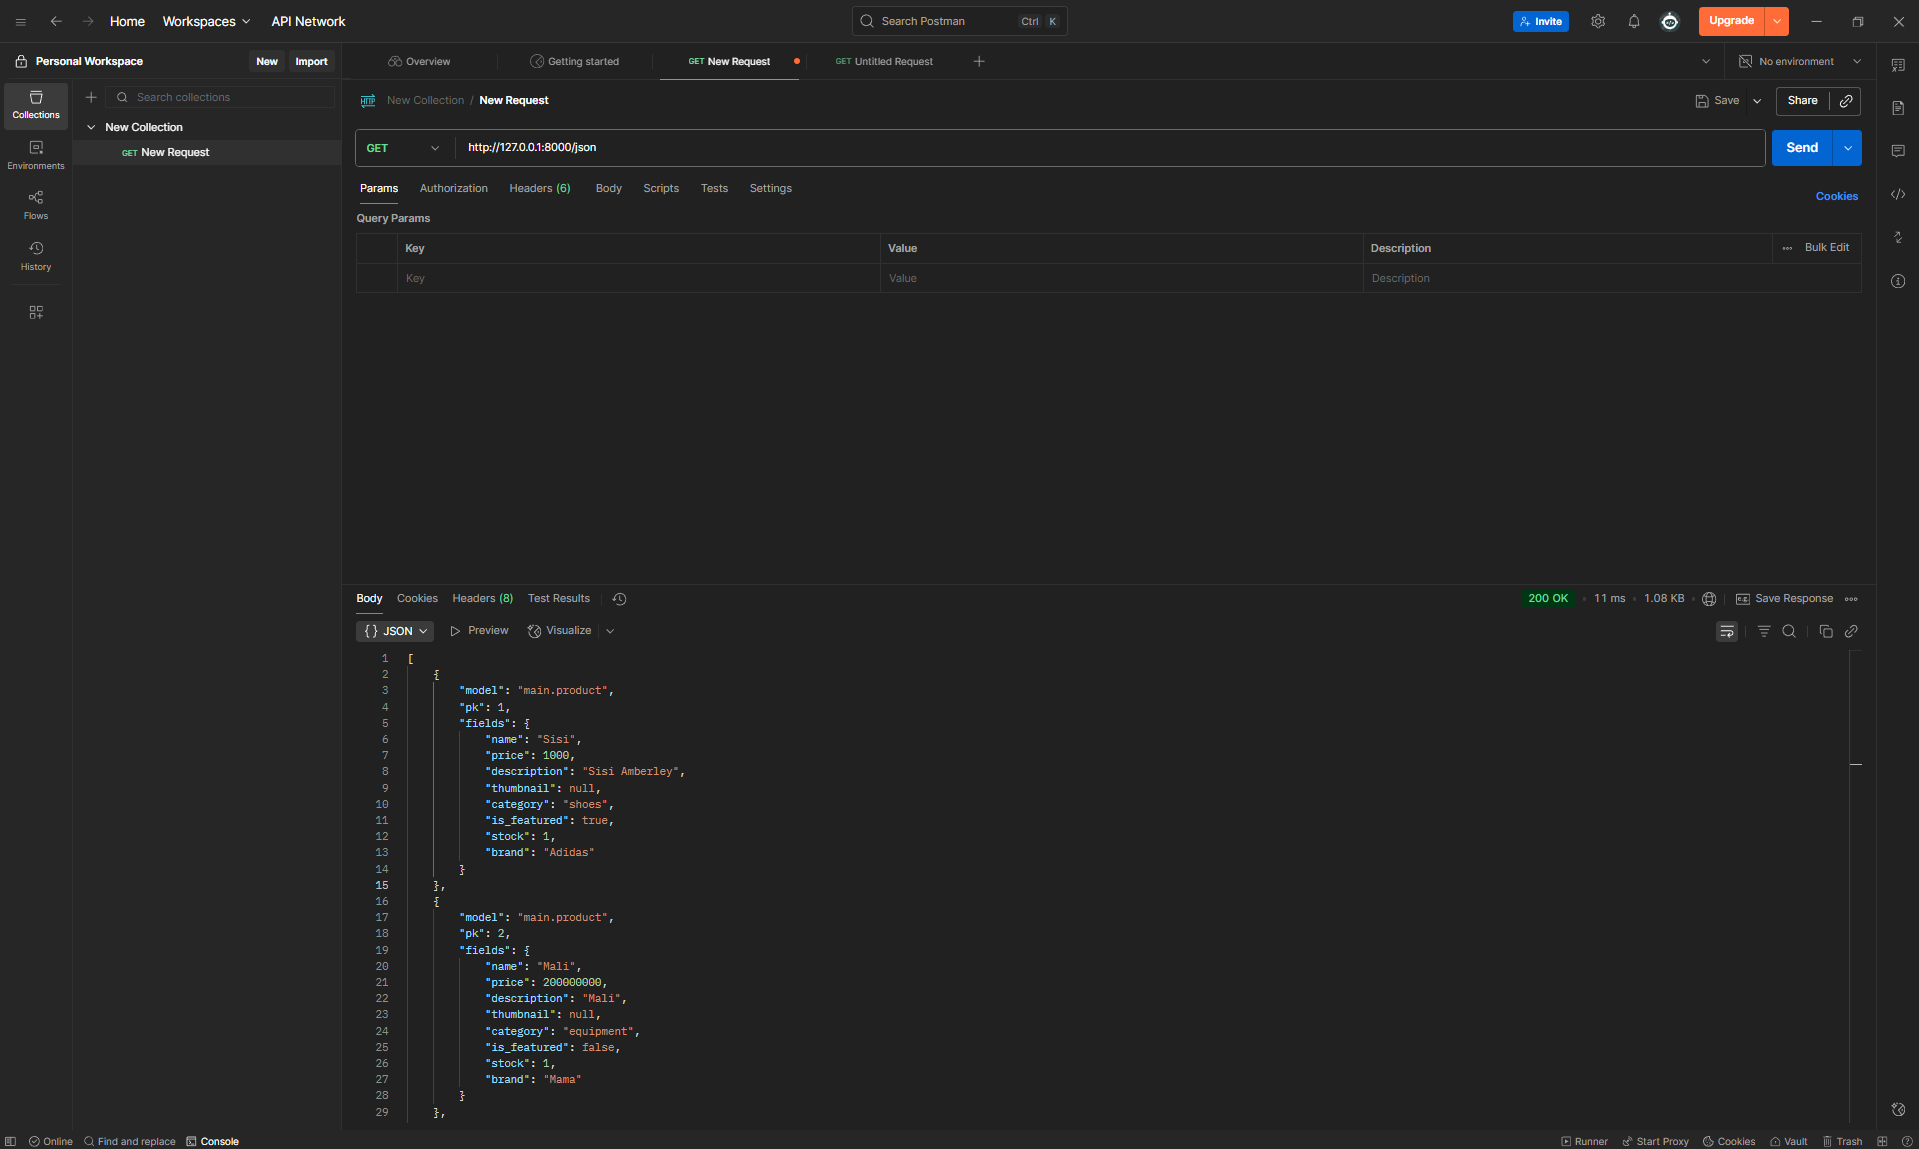 Home Workspaces API Network Search Postman Ctrl K Invite Upgrade
Personal Workspace New Import Overview Getting started GET New Request GET Untitled Request No environment
Collections
Search collections
New Collection
GET New Request
Environments
Flows
History
HTTP New Collection / New Request Save Share
GET http://127.0.0.1:8000/json Send
Params Authorization Headers (6) Body Scripts Tests Settings Cookies
Query Params
Key Value Description Bulk Edit
Key Value Description
Body Cookies Headers (8) Test Results 200 OK 11 ms 1.08 KB Save Response
{} JSON Preview Visualize
1 [
2 {
3 "model": "main.product",
4 "pk": 1,
5 "fields": {
6 "name": "Sisi",
7 "price": 1000,
8 "description": "Sisi Amberley",
9 "thumbnail": null,
10 "category": "shoes",
11 "is_featured": true,
12 "stock": 1,
13 "brand": "Adidas"
14 }
15 },
16 {
17 "model": "main.product",
18 "pk": 2,
19 "fields": {
20 "name": "Mali",
21 "price": 200000000,
22 "description": "Mali",
23 "thumbnail": null,
24 "category": "equipment",
25 "is_featured": false,
26 "stock": 1,
27 "brand": "Mama"
28 }
29 },
Online Find and replace Console Runner Start Proxy Cookies Vault Trash